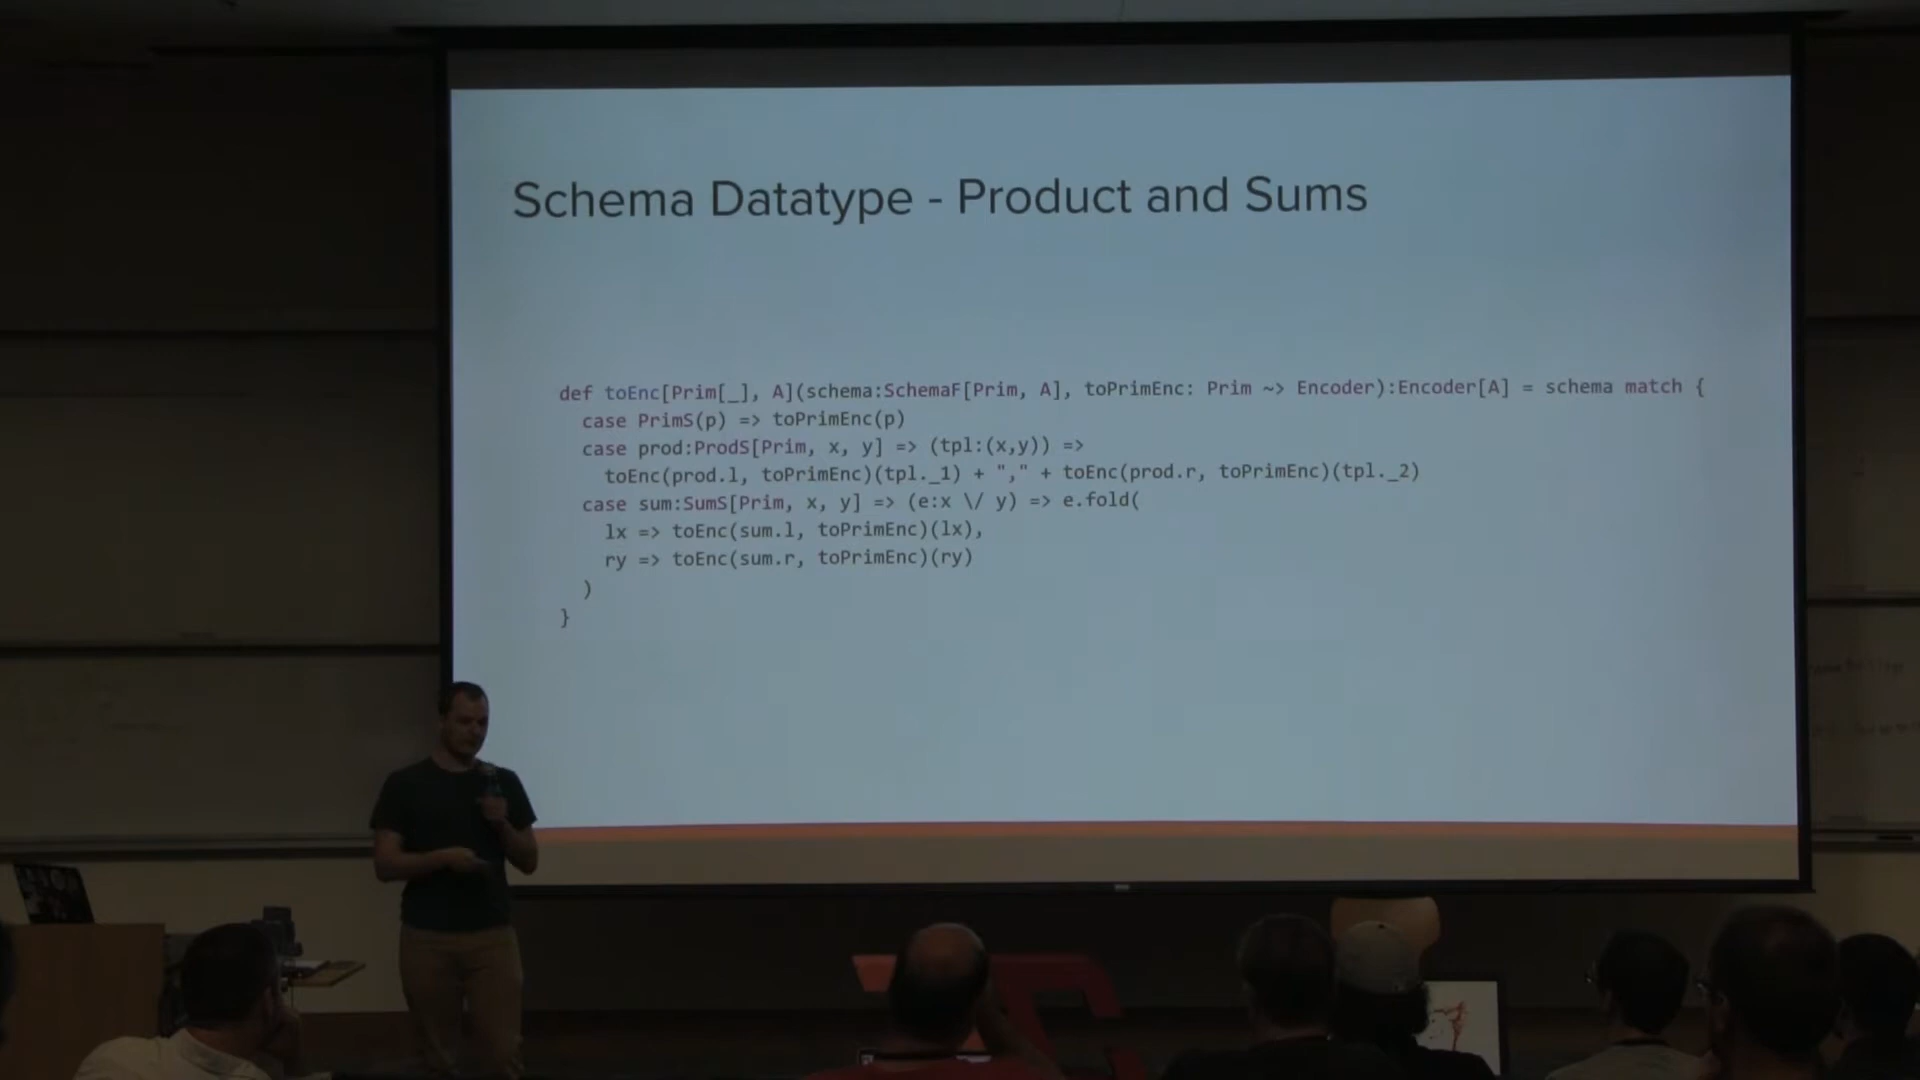 Schema Datatype - Product and Sums
def toEnc[Prim[_], A](schema:SchemaF[Prim, A], toPrimEnc: Prim ~> Encoder):Encoder[A] = schema match {
case PrimS(p) => toPrimEnc(p)
case prod:ProdS[Prim, x, y] => (tpl:(x,y)) =>
toEnc(prod.l, toPrimEnc)(tpl._1) + "," + toEnc(prod.r, toPrimEnc)(tpl._2)
case sum:SumS[Prim, x, y] => (e:x \/ y) => e.fold(
lx => toEnc(sum.l, toPrimEnc)(lx),
ry => toEnc(sum.r, toPrimEnc)(ry)
)
}